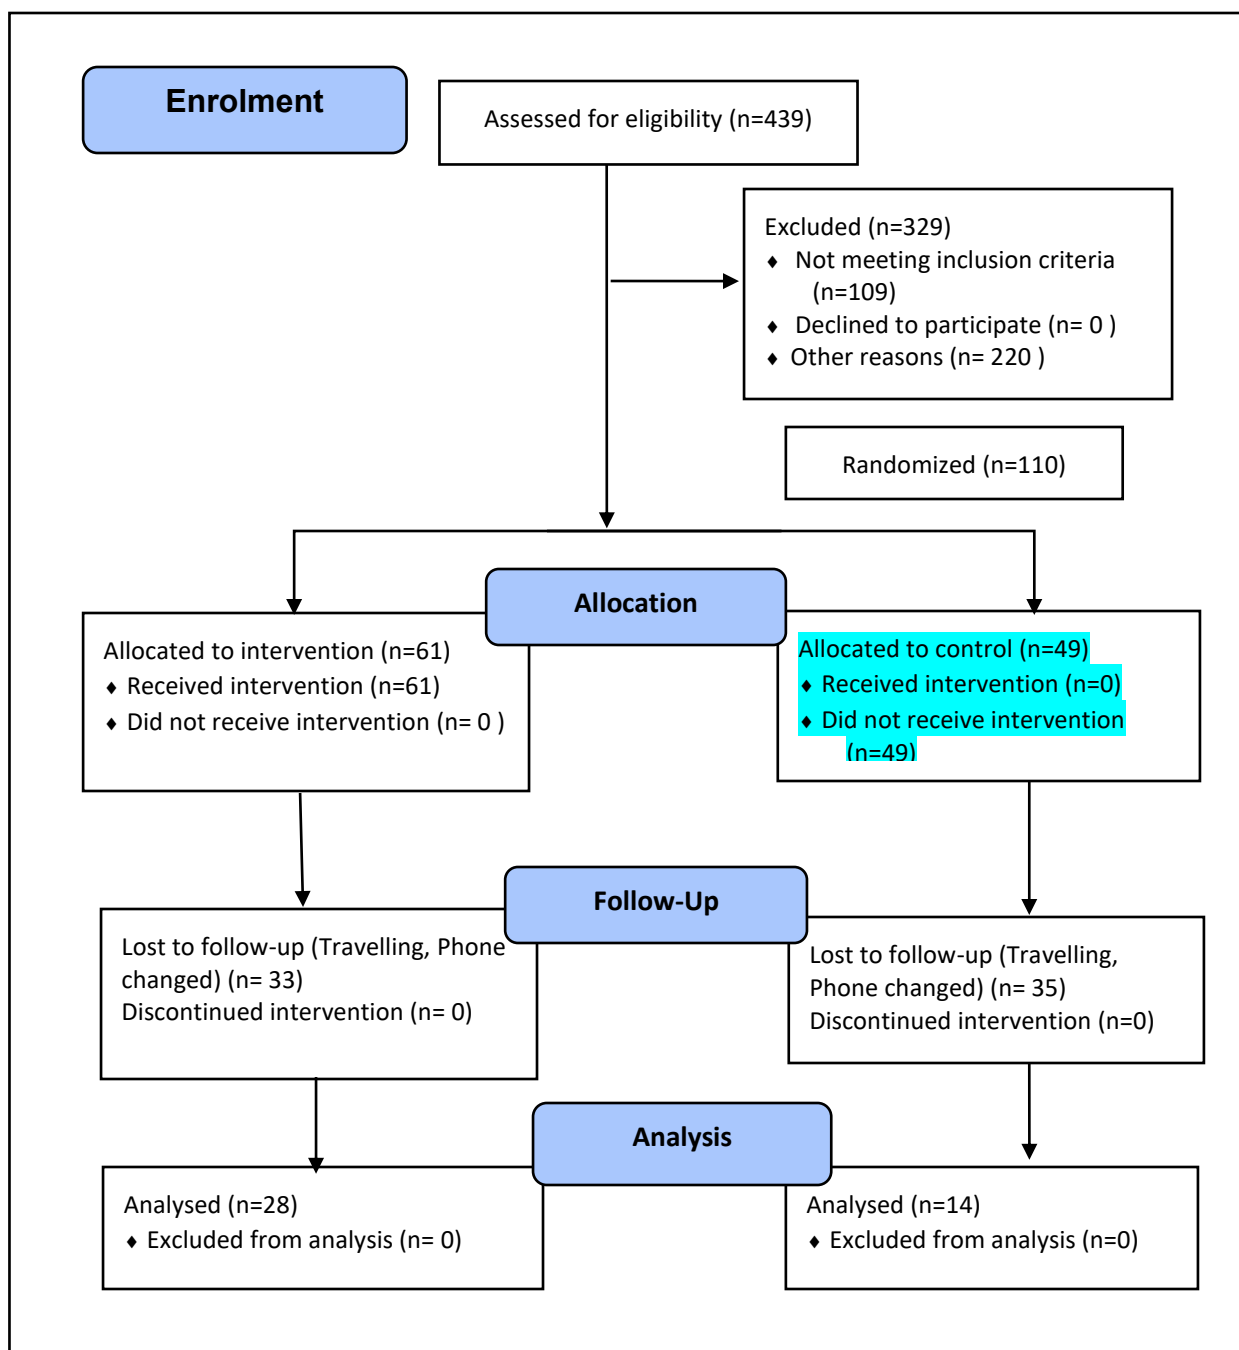 Enrolment
Assessed for eligibility (n=439)
Excluded (n=329)
♦ Not meeting inclusion criteria
(n=109)
♦ Declined to participate (n= 0 )
♦ Other reasons (n= 220 )
Randomized (n=110)
Allocation
Allocated to intervention (n=61)
♦ Received intervention (n=61)
♦ Did not receive intervention (n= 0 )
Allocated to control (n=49)
♦ Received intervention (n=0)
♦ Did not receive intervention
(n=49)
Follow-Up
Lost to follow-up (Travelling, Phone
changed) (n= 33)
Discontinued intervention (n= 0)
Lost to follow-up (Travelling,
Phone changed) (n= 35)
Discontinued intervention (n=0)
Analysis
Analysed (n=28)
♦ Excluded from analysis (n= 0)
Analysed (n=14)
♦ Excluded from analysis (n=0)